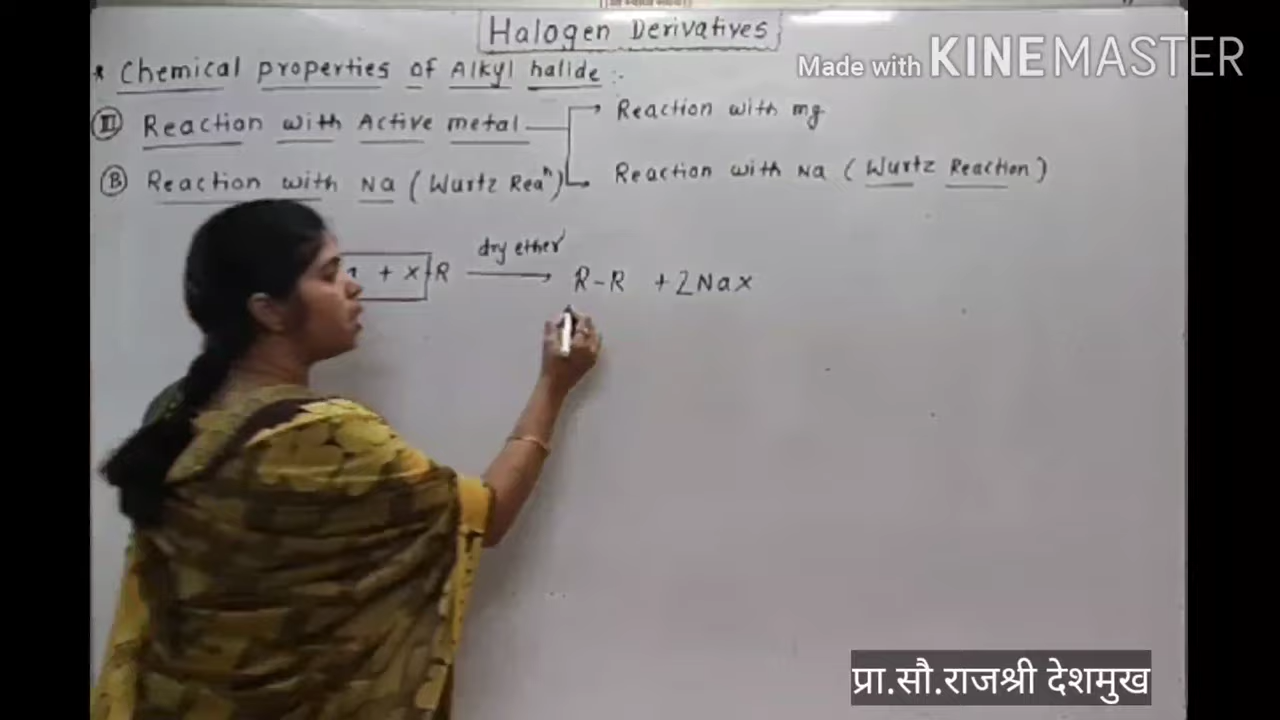 Halogen Derivatives
Made with KINEMASTER
* Chemical properties of Alkyl halide :-
III Reaction with Active metal
Reaction with mg
B Reaction with Na ( Wurtz Reaⁿ )
Reaction with Na ( Wurtz Reaction )
+ x-R dry ether R-R + 2Nax
प्रा.सौ.राजश्री देशमुख